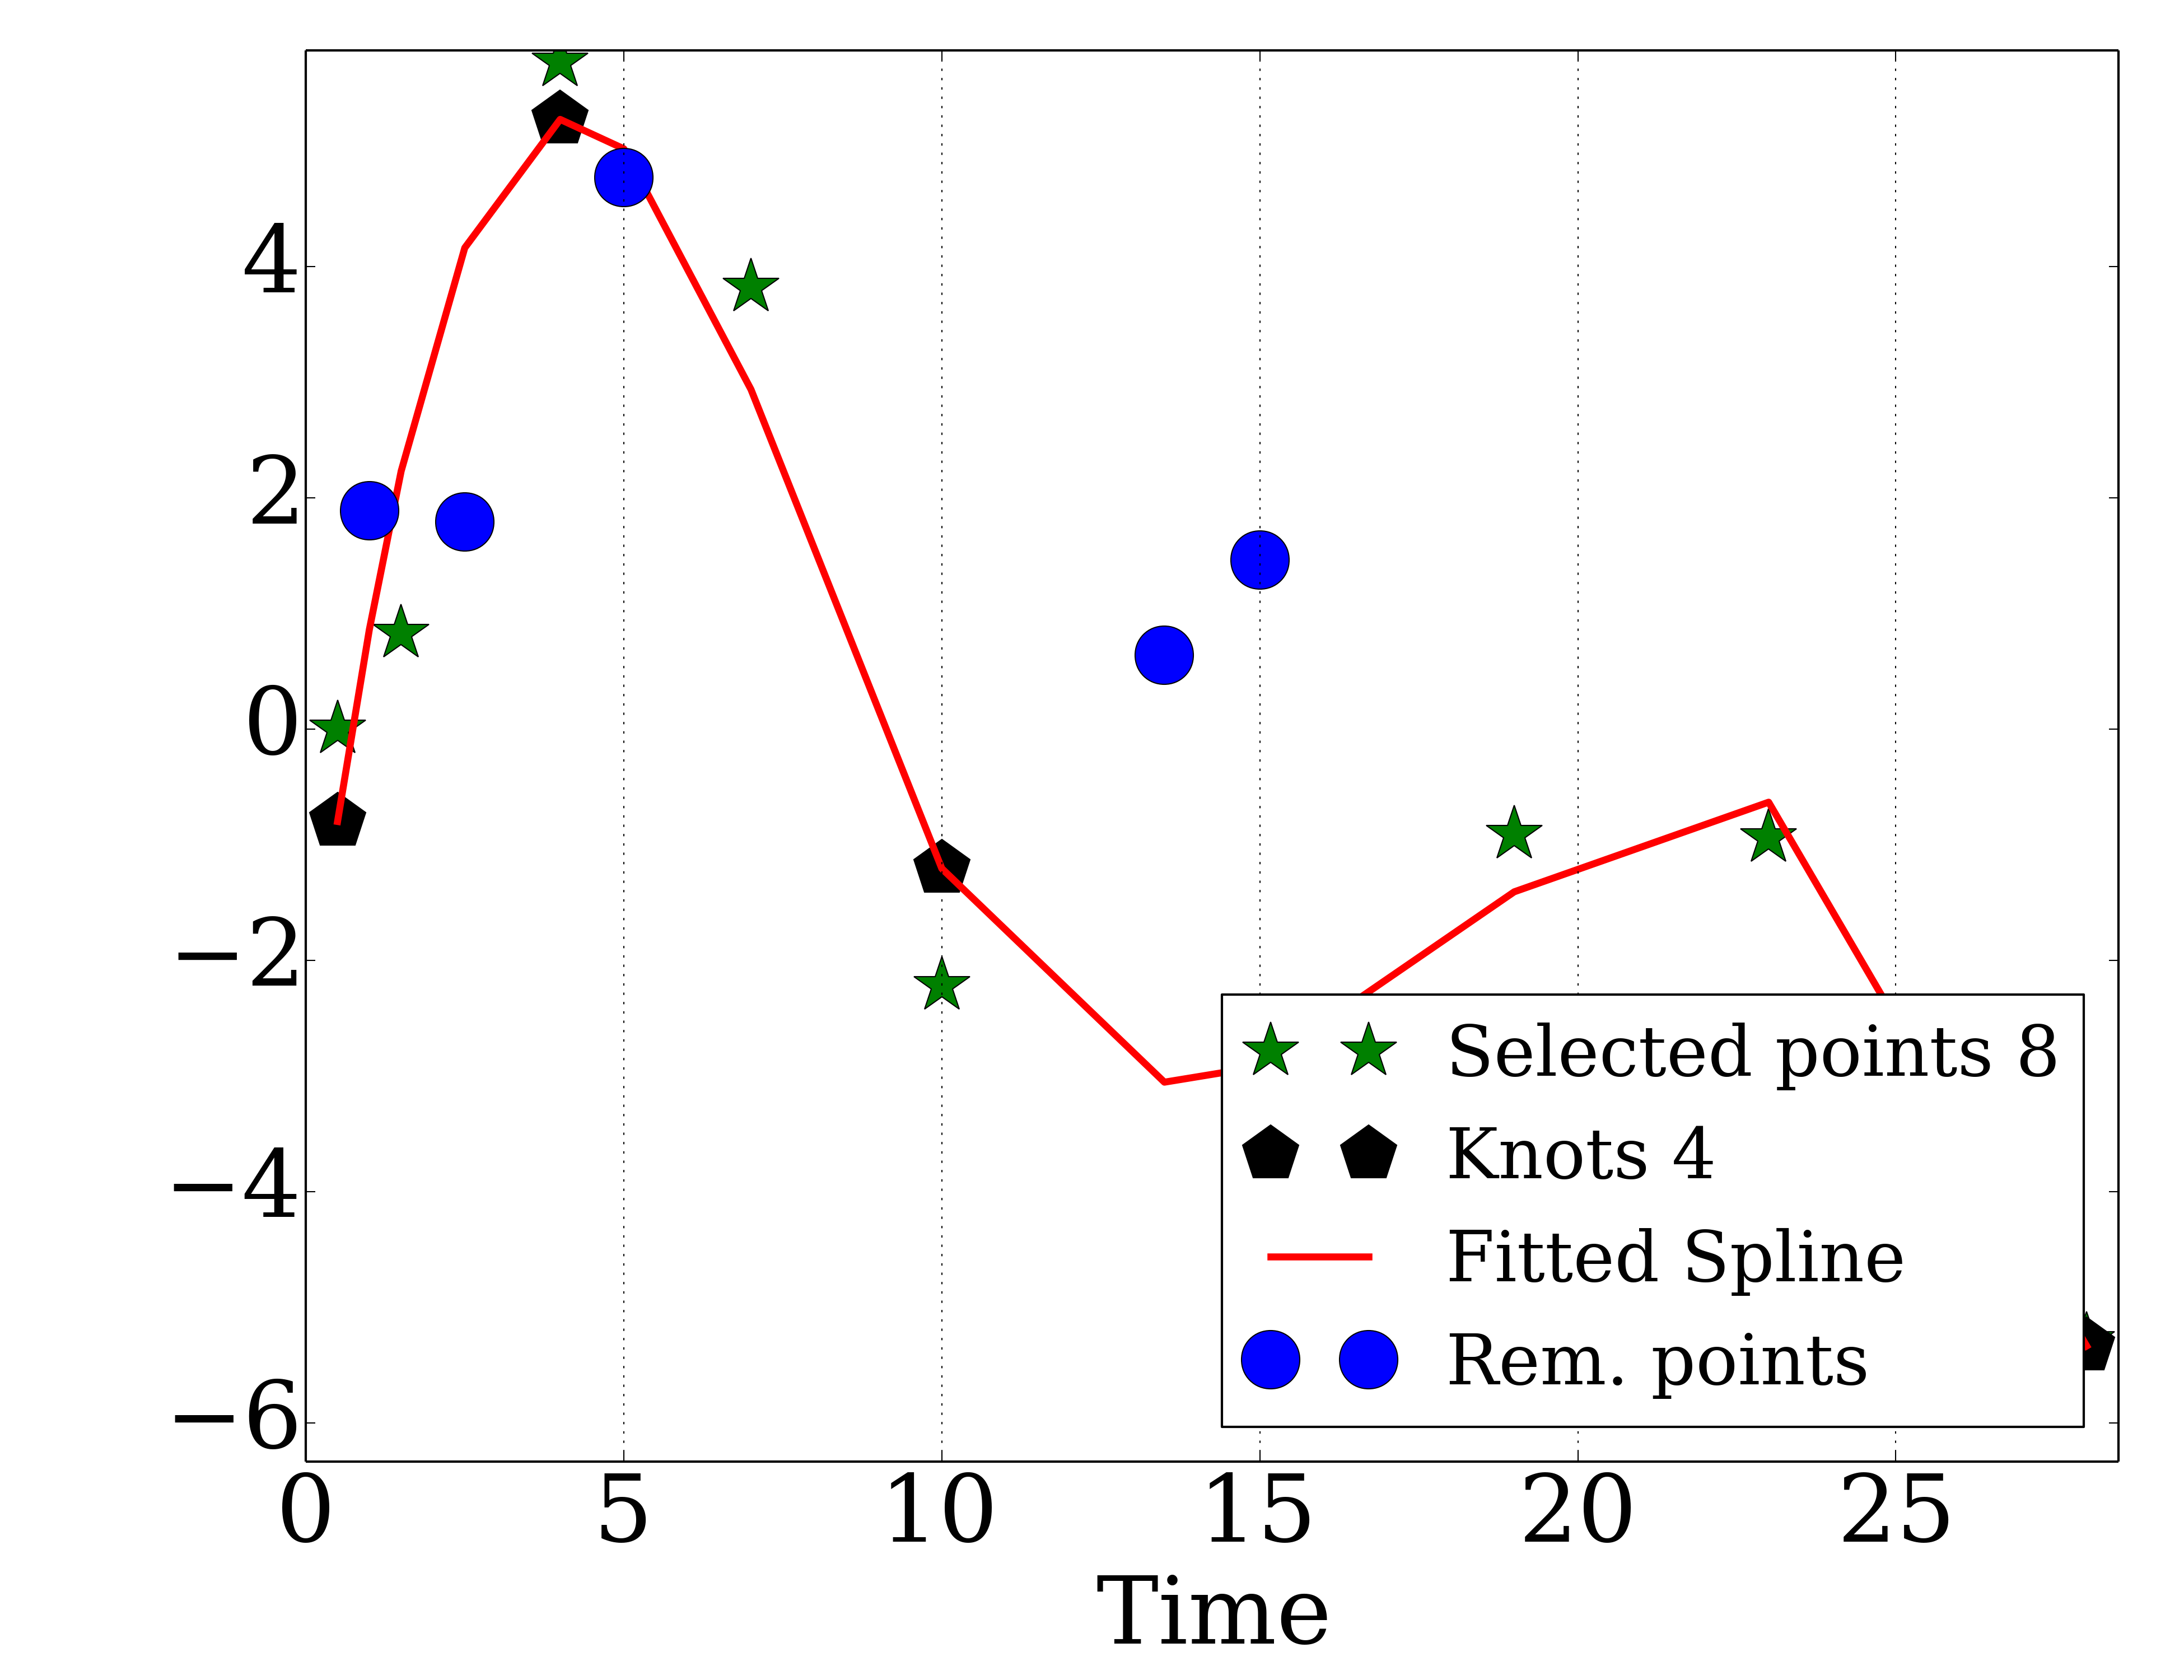 4
2
0
−2
−4
−6
0 5 10 15 20 25
Time
Selected points 8
Knots 4
Fitted Spline
Rem. points